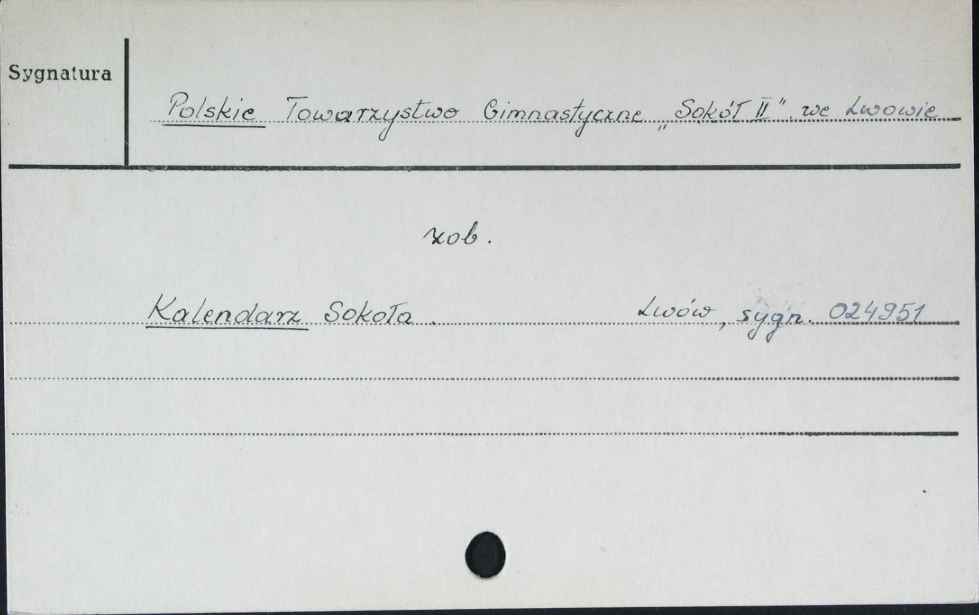 Sygnatura
Polskie Towarzystwo Gimnastyczne „Sokół II" we Lwowie
zob.
Kalendarz Sokoła. Lwów, sygn. 024951